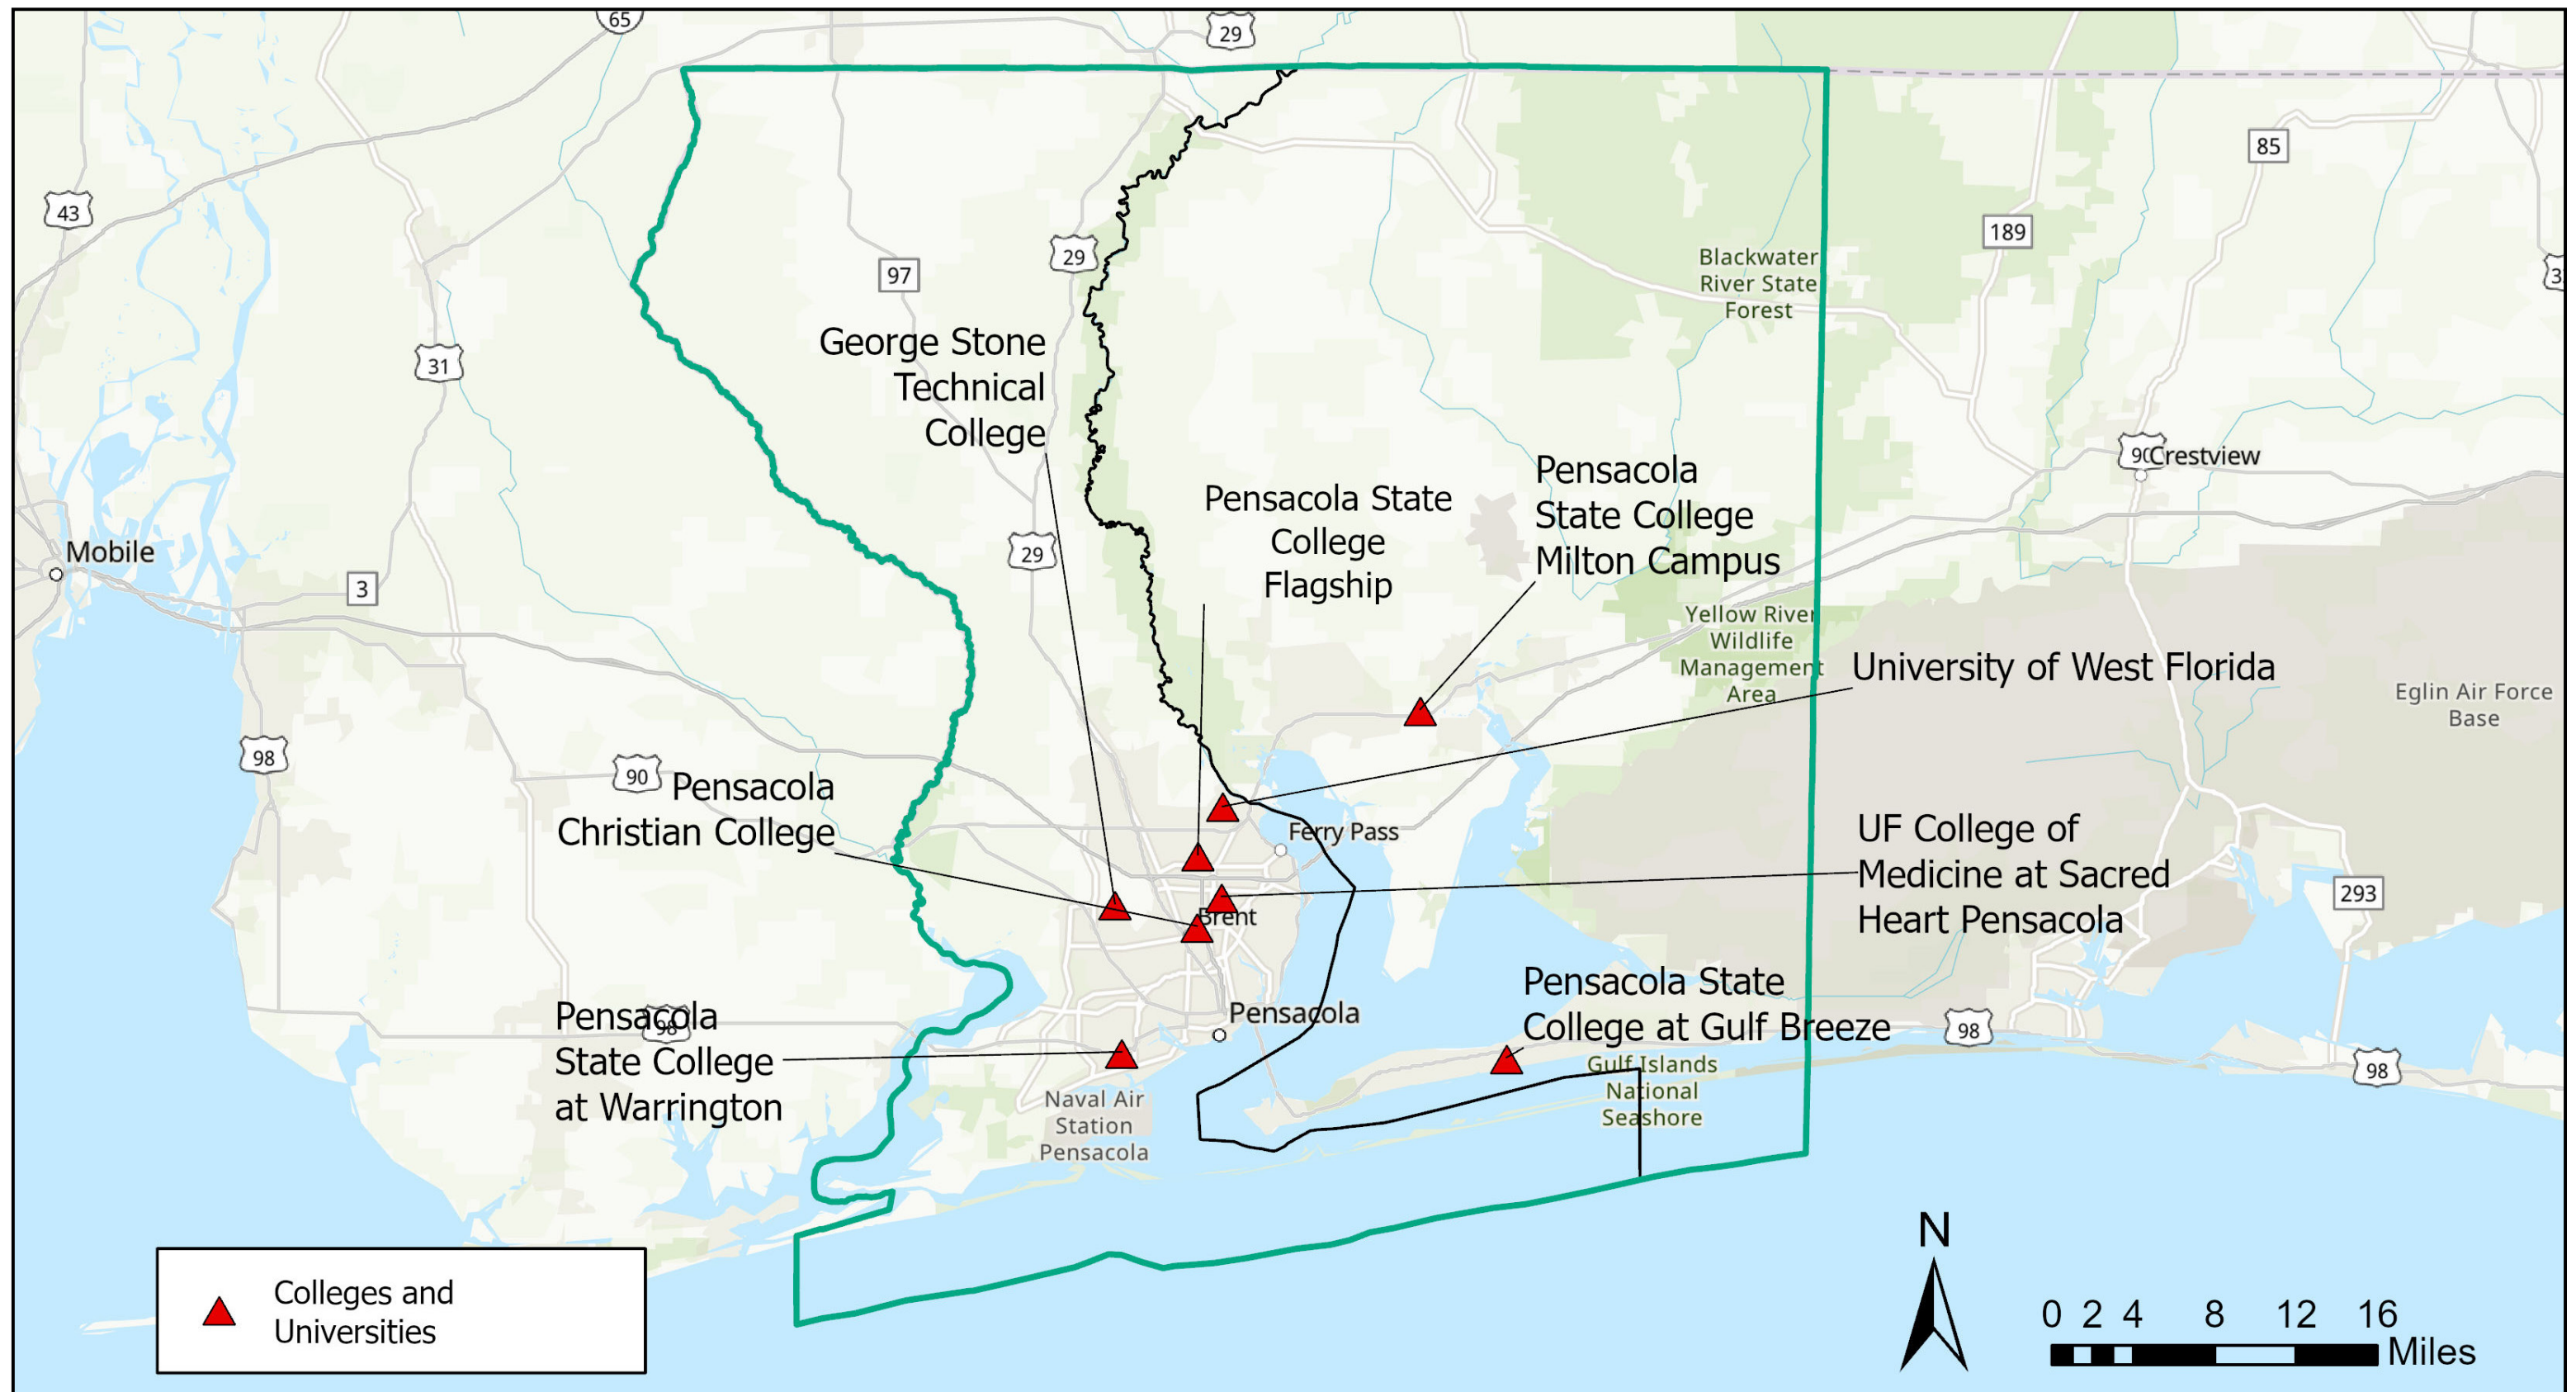 65
29
85
43
189
Blackwater
River State
Forest
29
97
3
31
George Stone
Technical
College
Pensacola State
College
Flagship
Pensacola
State College
Milton Campus
90
Crestview
29
Mobile
3
Yellow River
Wildlife
Management
Area
University of West Florida
Eglin Air Force
Base
98
90
Pensacola
Christian College
Ferry Pass
UF College of
Medicine at Sacred
Heart Pensacola
293
Brent
Pensacola State
College at Gulf Breeze
Pensacola
98
Pensacola
State College
at Warrington
98
98
Gulf Islands
National
Seashore
Naval Air
Station
Pensacola
98
N
Colleges and
Universities
0 2 4 8 12 16
Miles